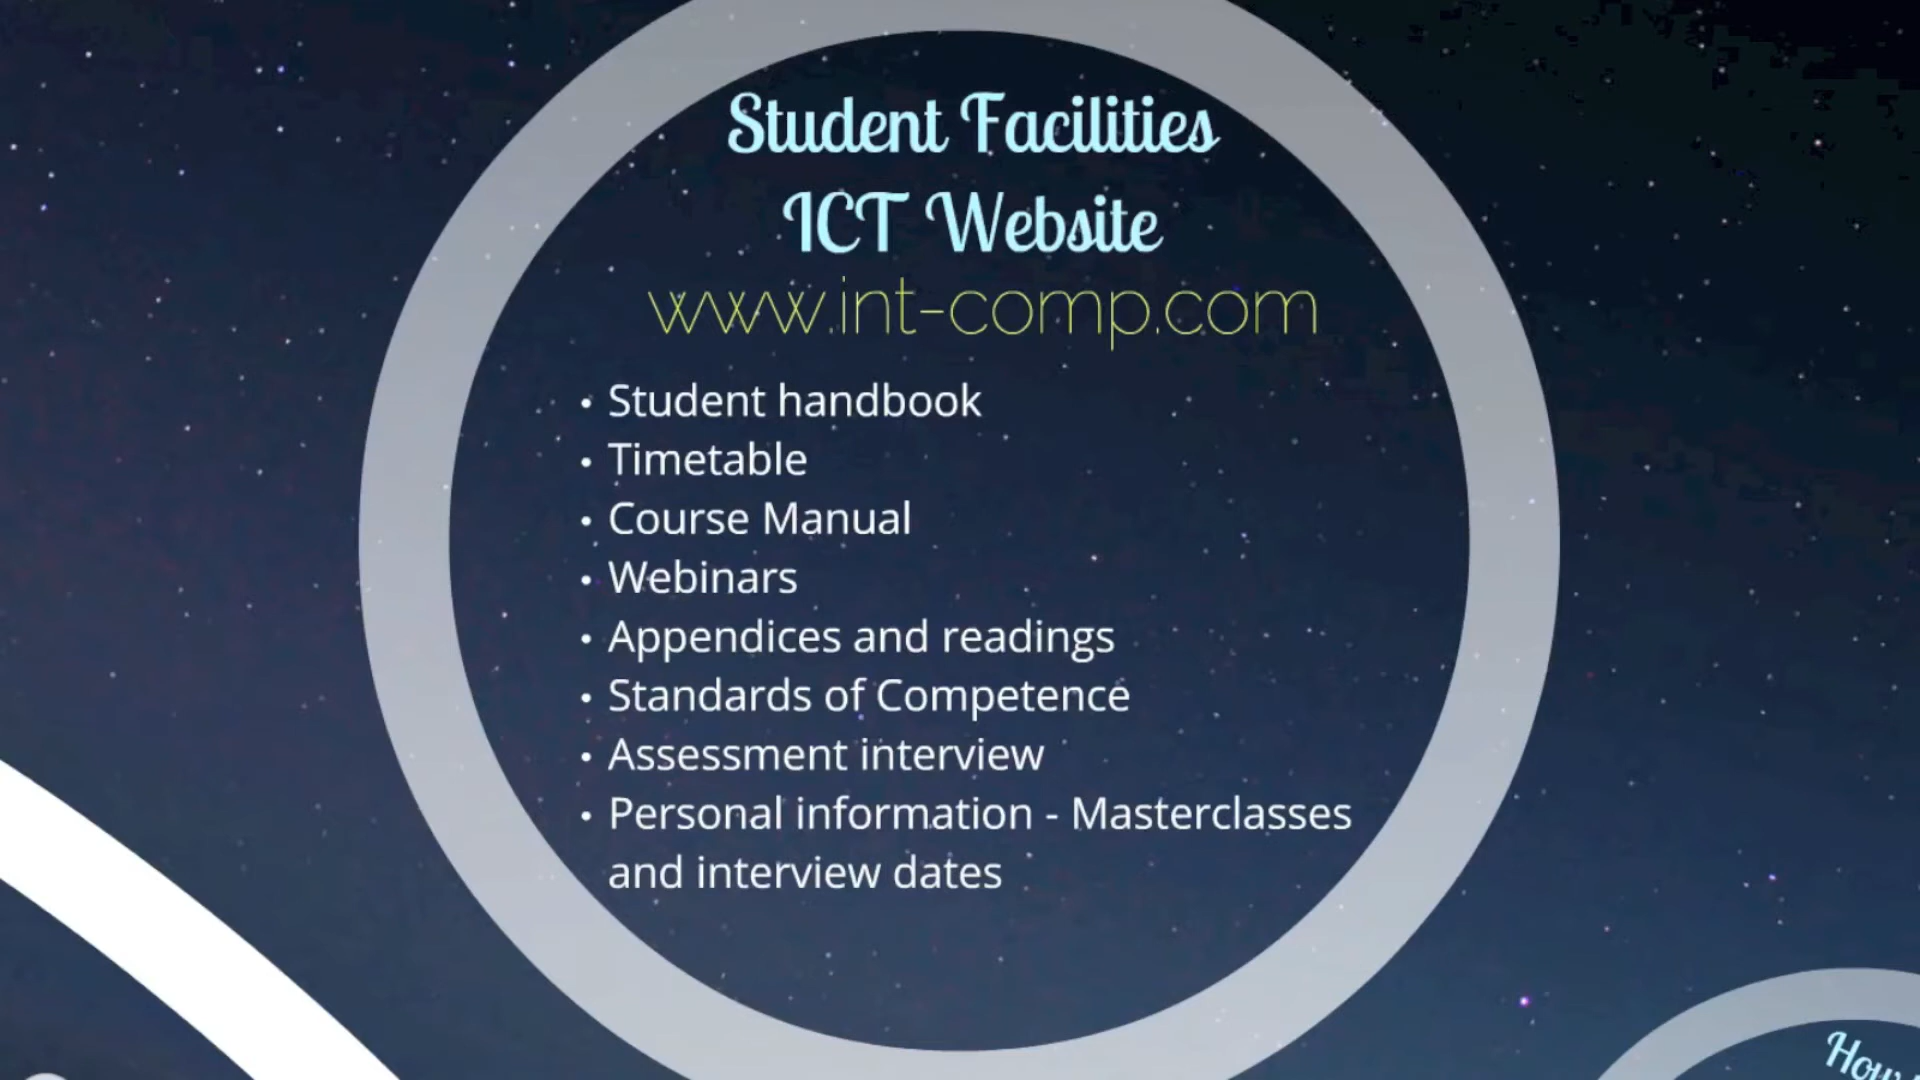 Student Facilities
ICT Website
www.int-comp.com
• Student handbook
• Timetable
• Course Manual
• Webinars
• Appendices and readings
• Standards of Competence
• Assessment interview
• Personal information - Masterclasses
and interview dates
How